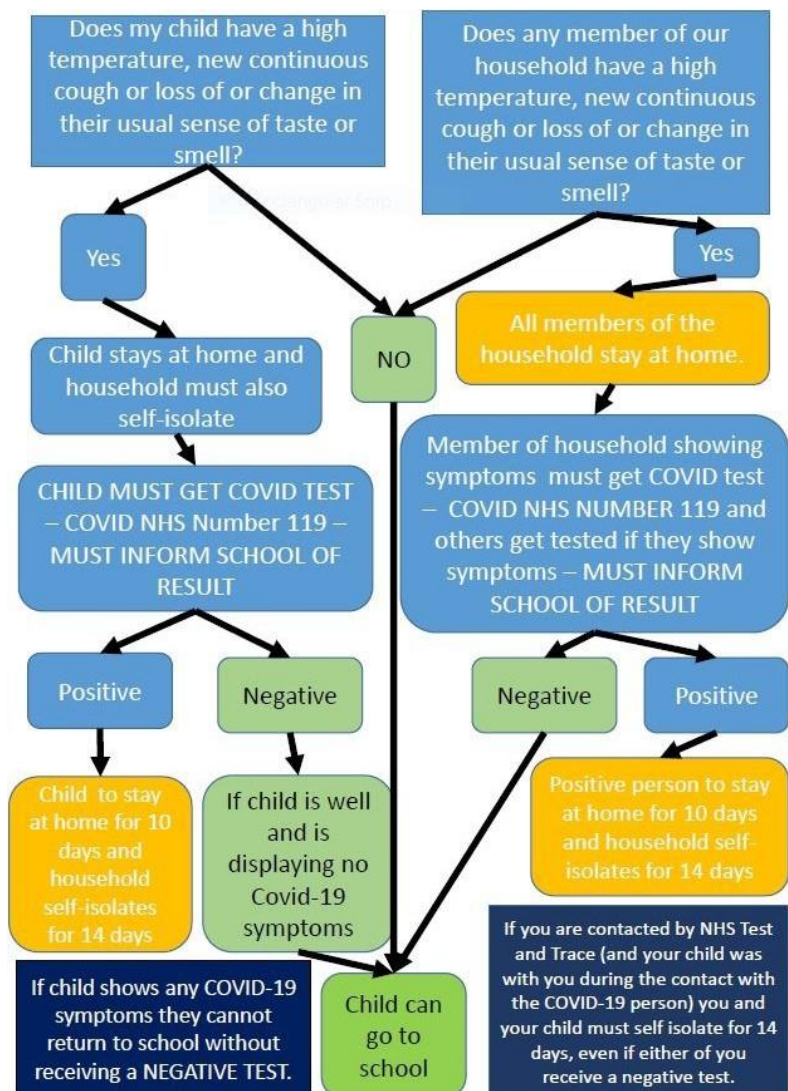 Does my child have a high
temperature, new continuous
cough or loss of or change in
their usual sense of taste or
smell?
Does any member of our
household have a high
temperature, new continuous
cough or loss of or change in
their usual sense of taste or
smell?
Yes
Yes
NO
Child stays at home and
household must also
self-isolate
All members of the
household stay at home.
CHILD MUST GET COVID TEST
– COVID NHS Number 119 –
MUST INFORM SCHOOL OF
RESULT
Member of household showing
symptoms must get COVID test
– COVID NHS NUMBER 119 and
others get tested if they show
symptoms – MUST INFORM
SCHOOL OF RESULT
Positive
Negative
Negative
Positive
Child to stay
at home for 10
days and
household
self-isolates
for 14 days
If child is well
and is
displaying no
Covid-19
symptoms
Positive person to stay
at home for 10 days
and household self-
isolates for 14 days
If child shows any COVID-19
symptoms they cannot
return to school without
receiving a NEGATIVE TEST.
Child can
go to
school
If you are contacted by NHS Test
and Trace (and your child was
with you during the contact with
the COVID-19 person) you and
your child must self isolate for 14
days, even if either of you
receive a negative test.